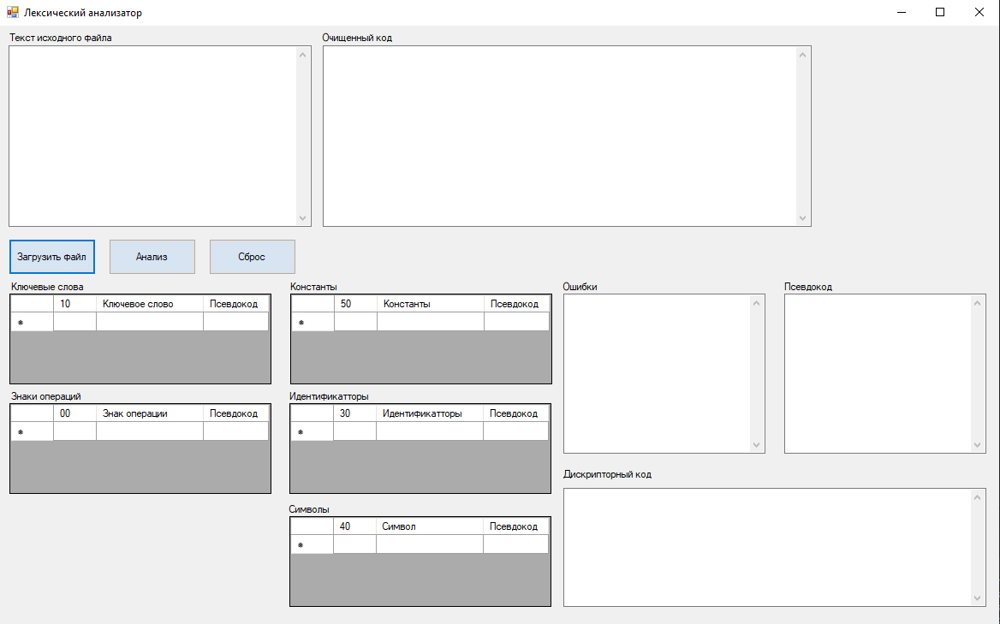 Лексический анализатор
Текст исходного файла
Очищенный код
Загрузить файл
Анализ
Сброс
Ключевые слова
10 Ключевое слово Псевдокод
*
Константы
50 Константы Псевдокод
*
Ошибки
Псевдокод
Знаки операций
00 Знак операции Псевдокод
*
Идентификатторы
30 Идентификатторы Псевдокод
*
Дискрипторный код
Символы
40 Символ Псевдокод
*